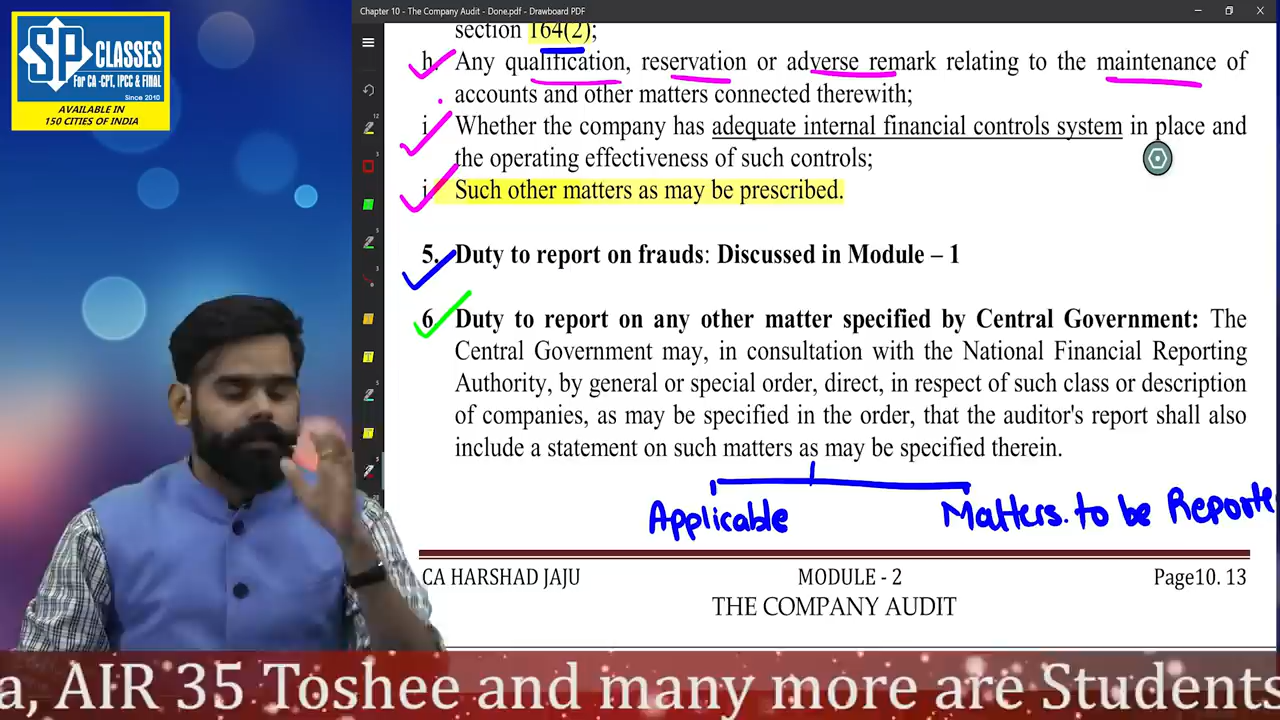 Chapter 10 - The Company Audit - Done.pdf - Drawboard PDF
SP
CLASSES
For CA -CPT, IPCC & FINAL
Since 2010
AVAILABLE IN
150 CITIES OF INDIA
section 164(2);
h. Any qualification, reservation or adverse remark relating to the maintenance of
accounts and other matters connected therewith;
i. Whether the company has adequate internal financial controls system in place and
the operating effectiveness of such controls;
j. Such other matters as may be prescribed.
5. Duty to report on frauds: Discussed in Module – 1
6. Duty to report on any other matter specified by Central Government: The
Central Government may, in consultation with the National Financial Reporting
Authority, by general or special order, direct, in respect of such class or description
of companies, as may be specified in the order, that the auditor's report shall also
include a statement on such matters as may be specified therein.
Applicable Matters. to be Reporte
CA HARSHAD JAJU MODULE - 2 Page10. 13
THE COMPANY AUDIT
a, AIR 35 Toshee and many more are Students